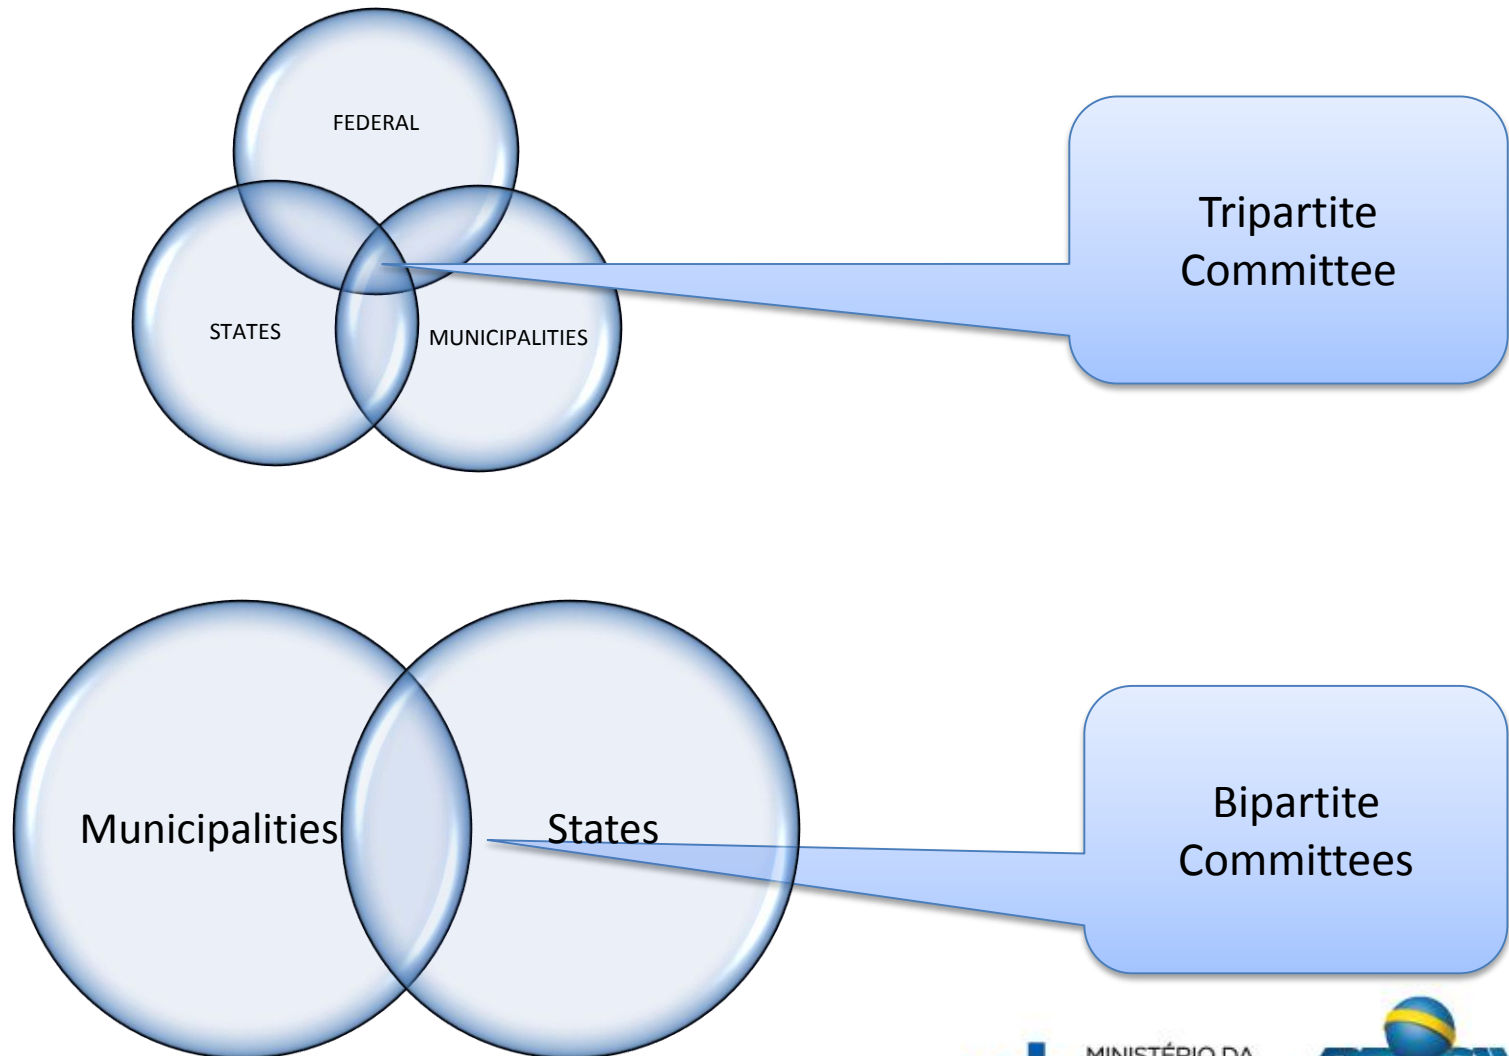 FEDERAL
STATES
MUNICIPALITIES
Tripartite
Committee
Municipalities
States
Bipartite
Committees
MINISTÉRIO DA